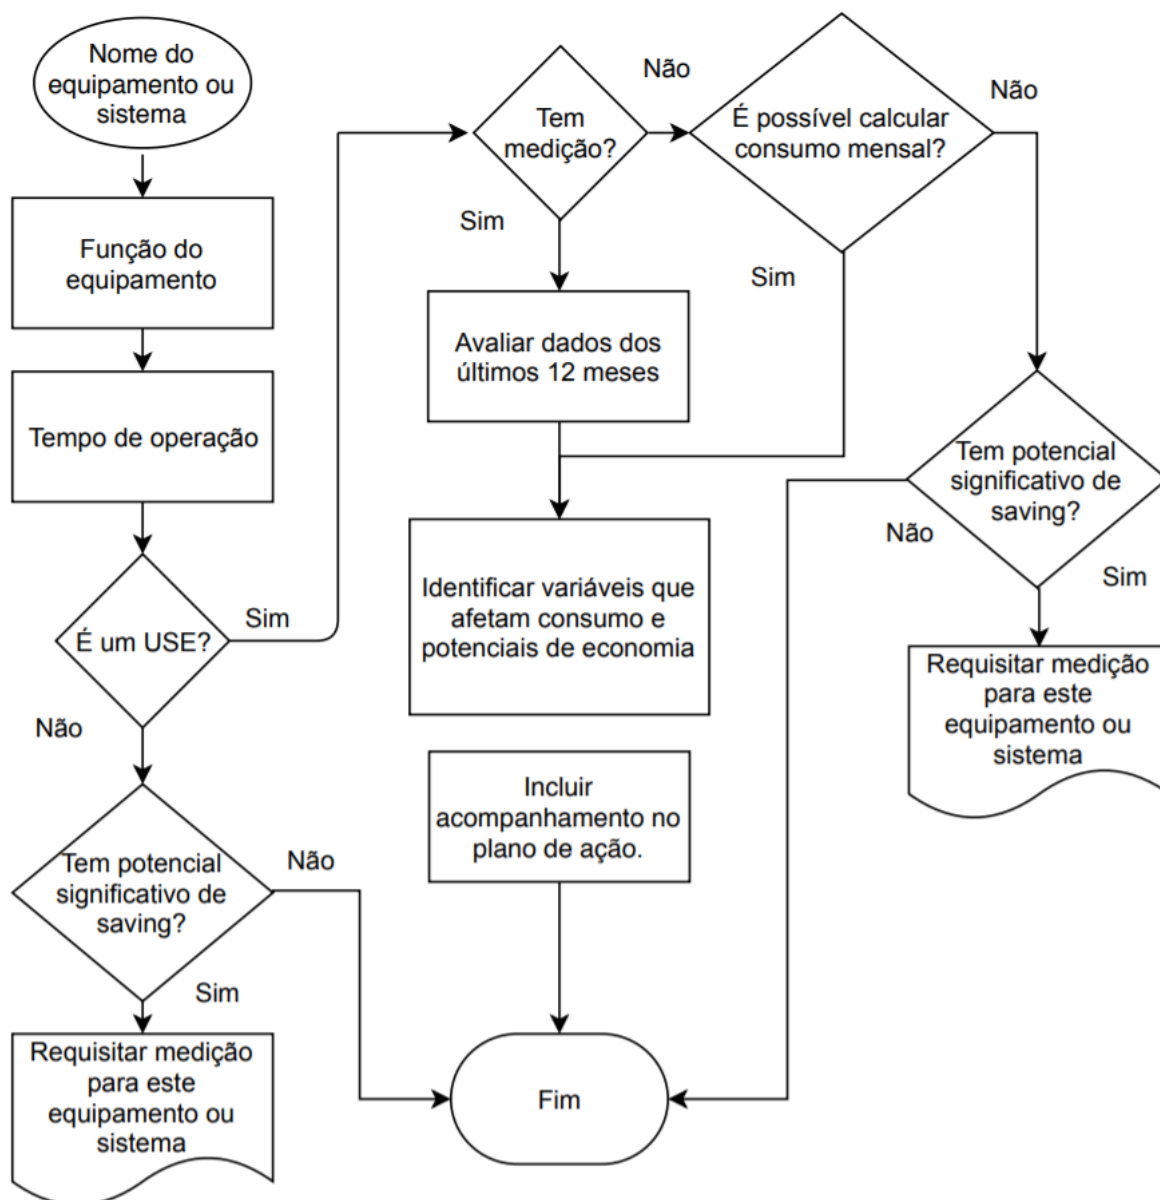 Nome do
equipamento ou
sistema
Função do
equipamento
Tempo de operação
É um USE?
Sim
Não
Tem potencial
significativo de
saving?
Não
Sim
Requisitar medição
para este
equipamento ou
sistema
Tem
medição?
Não
Sim
Avaliar dados dos
últimos 12 meses
É possível calcular
consumo mensal?
Não
Sim
Identificar variáveis que
afetam consumo e
potenciais de economia
Incluir
acompanhamento no
plano de ação.
Fim
Tem potencial
significativo de
saving?
Não
Sim
Requisitar medição
para este
equipamento ou
sistema